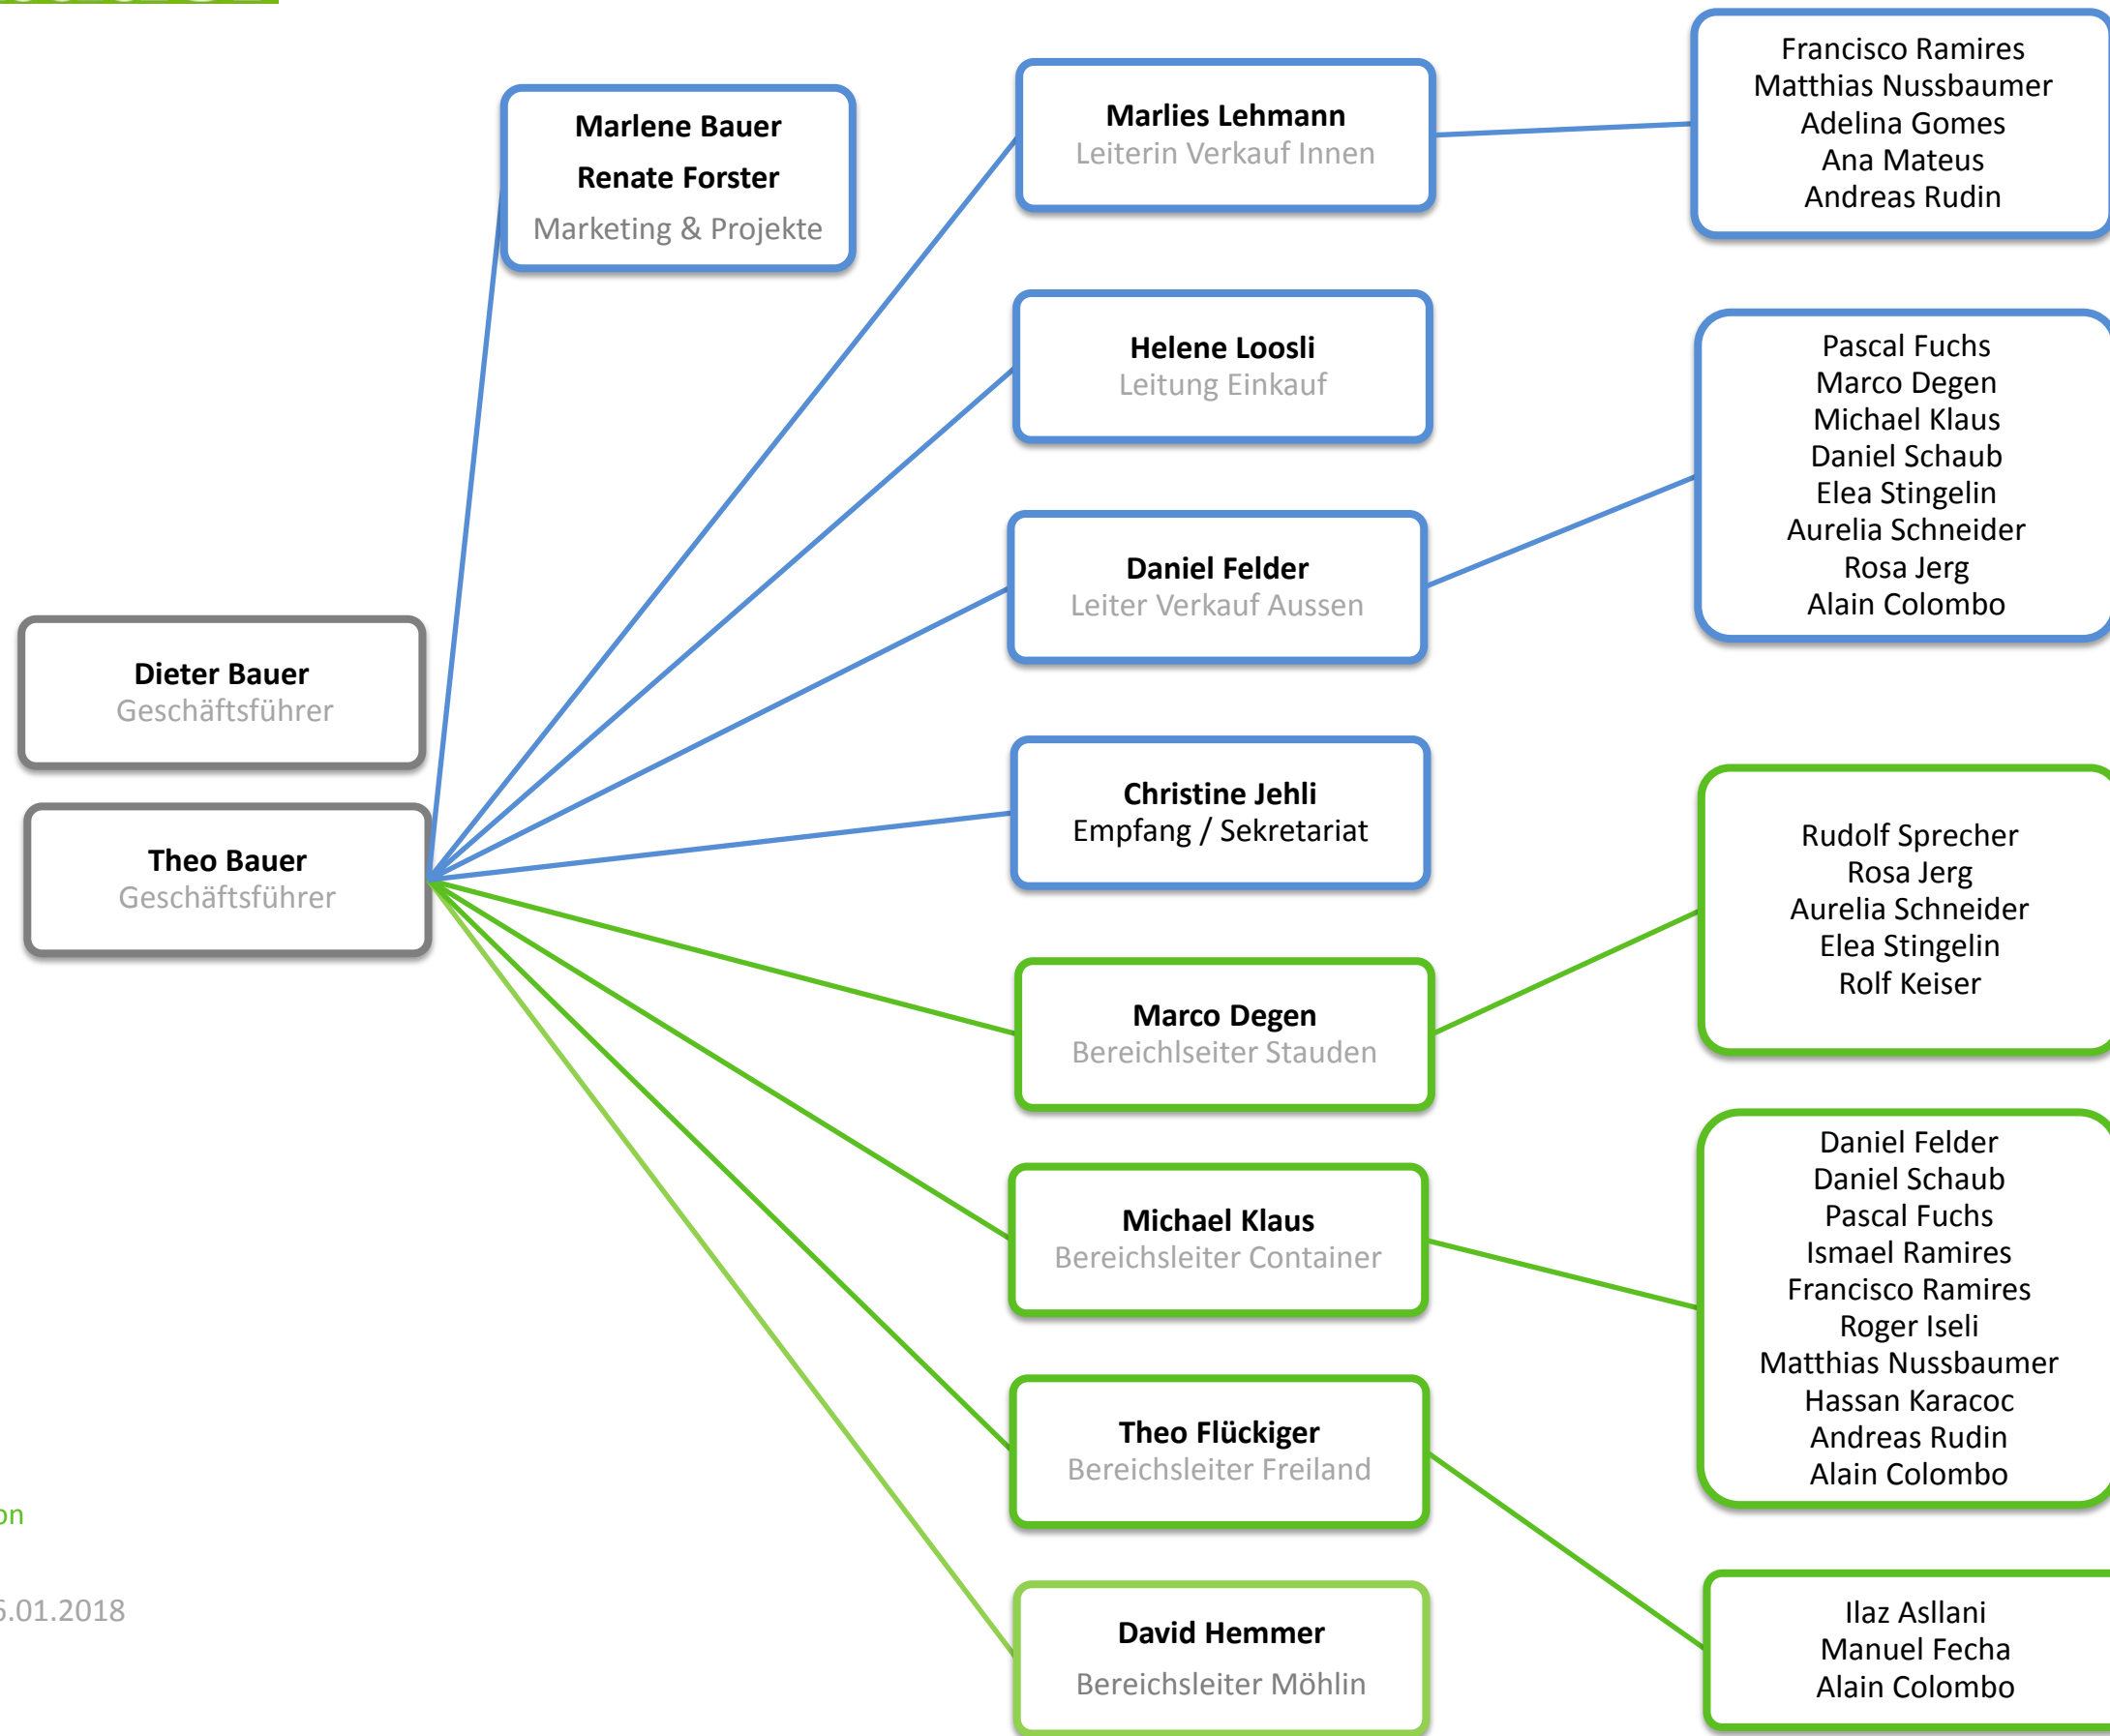 Marlene Bauer
Renate Forster
Marketing & Projekte
Dieter Bauer
Geschäftsführer
Theo Bauer
Geschäftsführer
Marlies Lehmann
Leiterin Verkauf Innen
Helene Loosli
Leitung Einkauf
Daniel Felder
Leiter Verkauf Aussen
Christine Jehli
Empfang / Sekretariat
Marco Degen
Bereichlseiter Stauden
Michael Klaus
Bereichsleiter Container
Theo Flückiger
Bereichsleiter Freiland
David Hemmer
Bereichsleiter Möhlin
Francisco Ramires
Matthias Nussbaumer
Adelina Gomes
Ana Mateus
Andreas Rudin
Pascal Fuchs
Marco Degen
Michael Klaus
Daniel Schaub
Elea Stingelin
Aurelia Schneider
Rosa Jerg
Alain Colombo
Rudolf Sprecher
Rosa Jerg
Aurelia Schneider
Elea Stingelin
Rolf Keiser
Daniel Felder
Daniel Schaub
Pascal Fuchs
Ismael Ramires
Francisco Ramires
Roger Iseli
Matthias Nussbaumer
Hassan Karacoc
Andreas Rudin
Alain Colombo
Ilaz Asllani
Manuel Fecha
Alain Colombo
on
6.01.2018